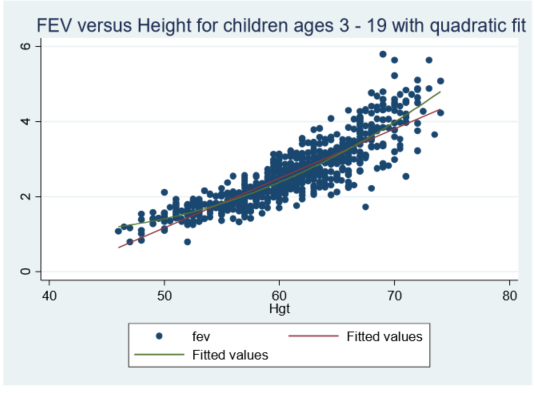 FEV versus Height for children ages 3 - 19 with quadratic fit
6
4
2
0
40 50 60 70 80
Hgt
fev Fitted values
Fitted values